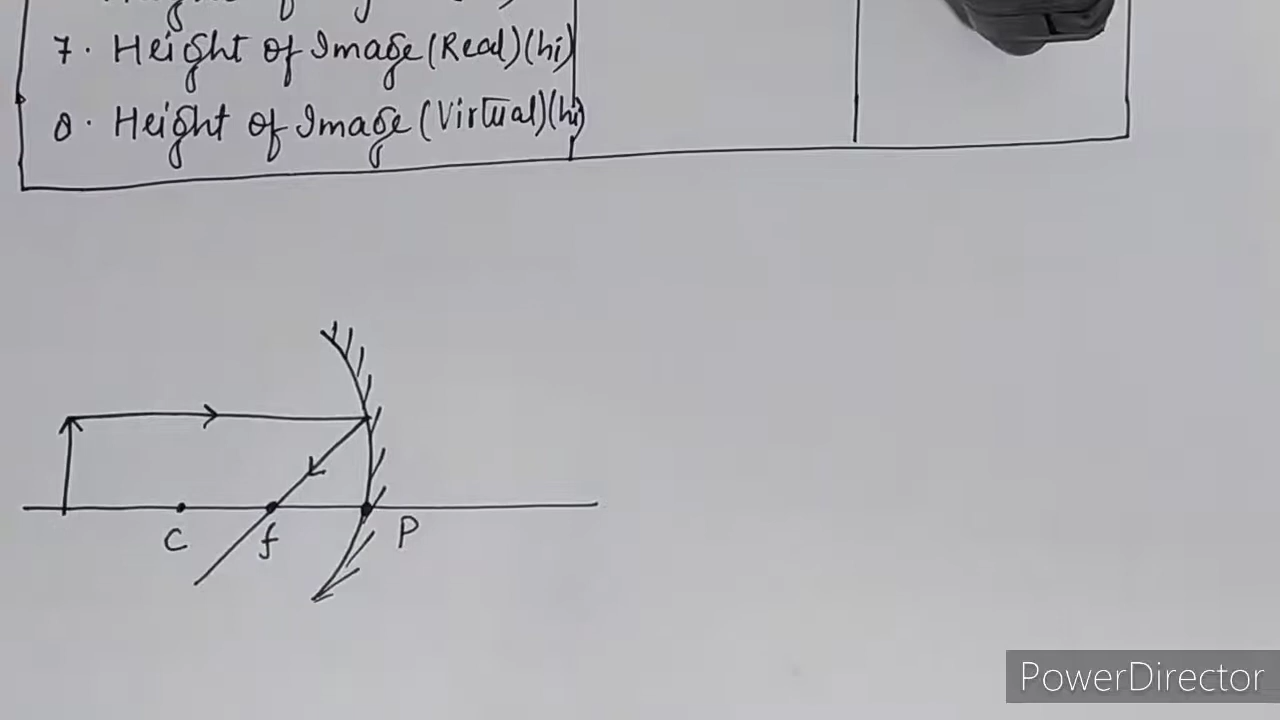 7. Height of Image (Real) (hi)
8. Height of Image (Virtual) (hi)
C f P
PowerDirector